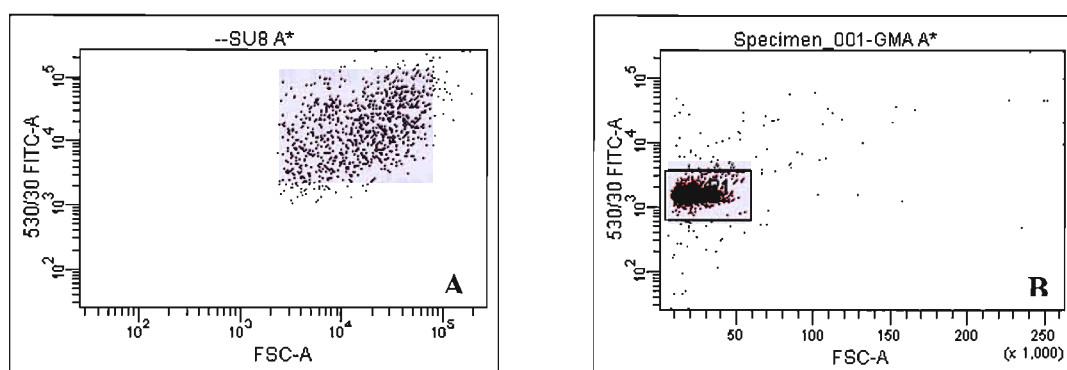 --SU8 A*
530/30 FITC-A
10^5
10^4
10^3
10^2
A
10^2
10^3
10^4
10^5
FSC-A
Specimen_001-GMA A*
530/30 FITC-A
10^5
10^4
10^3
10^2
B
50
100
150
200
250
(x 1,000)
FSC-A